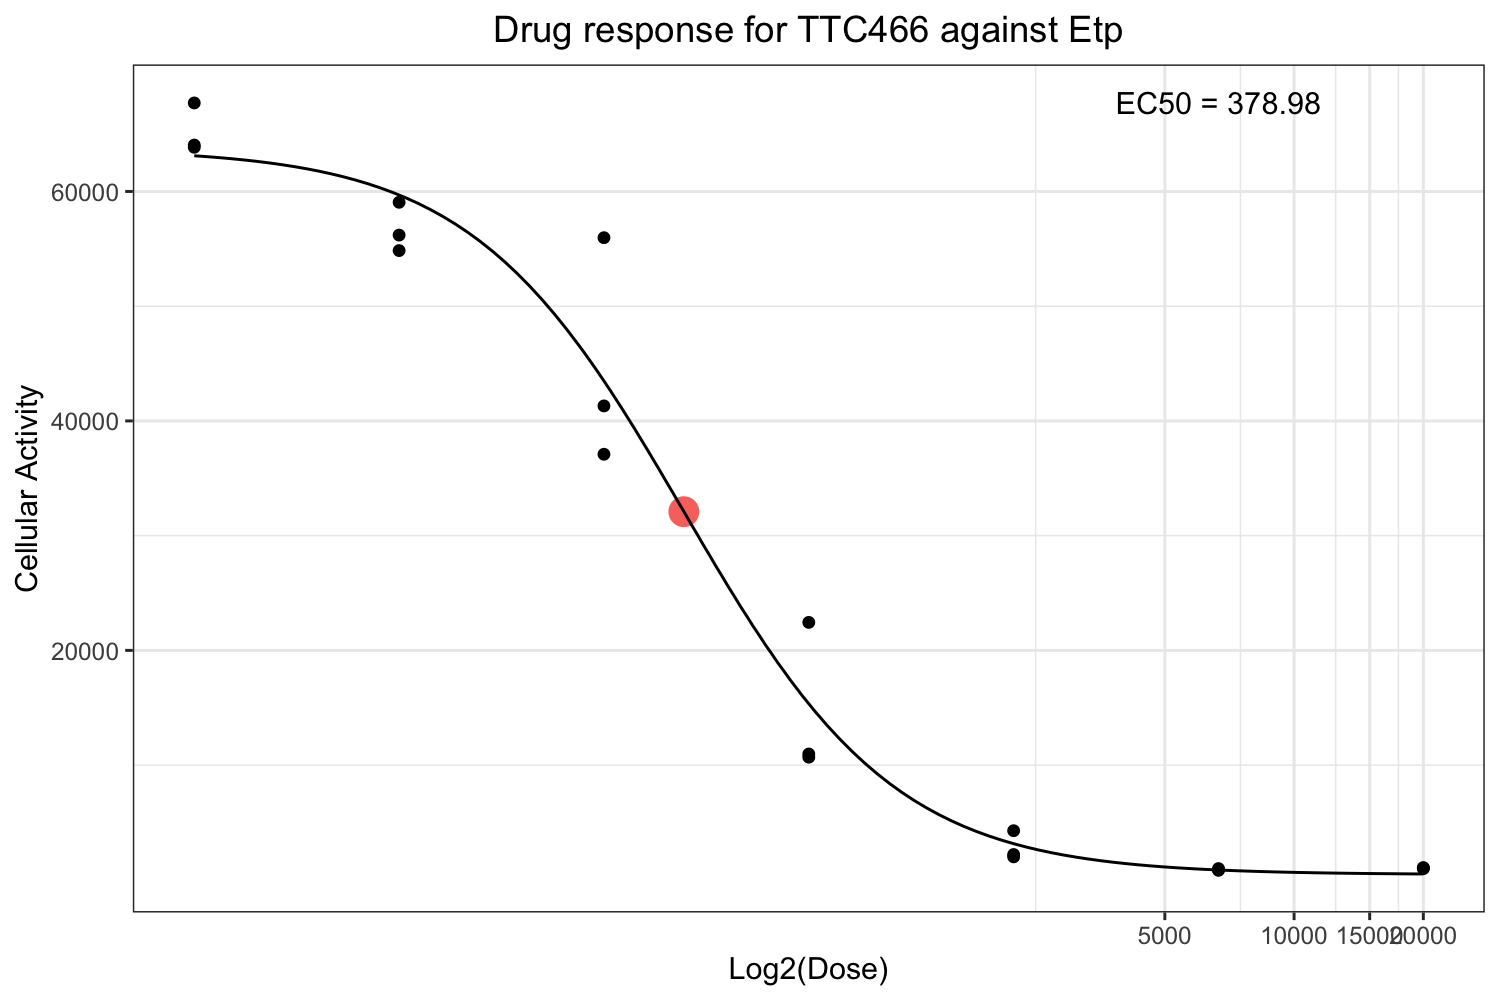 Drug response for TTC466 against Etp
EC50 = 378.98
Cellular Activity
60000
40000
20000
5000 10000 15000 20000
Log2(Dose)